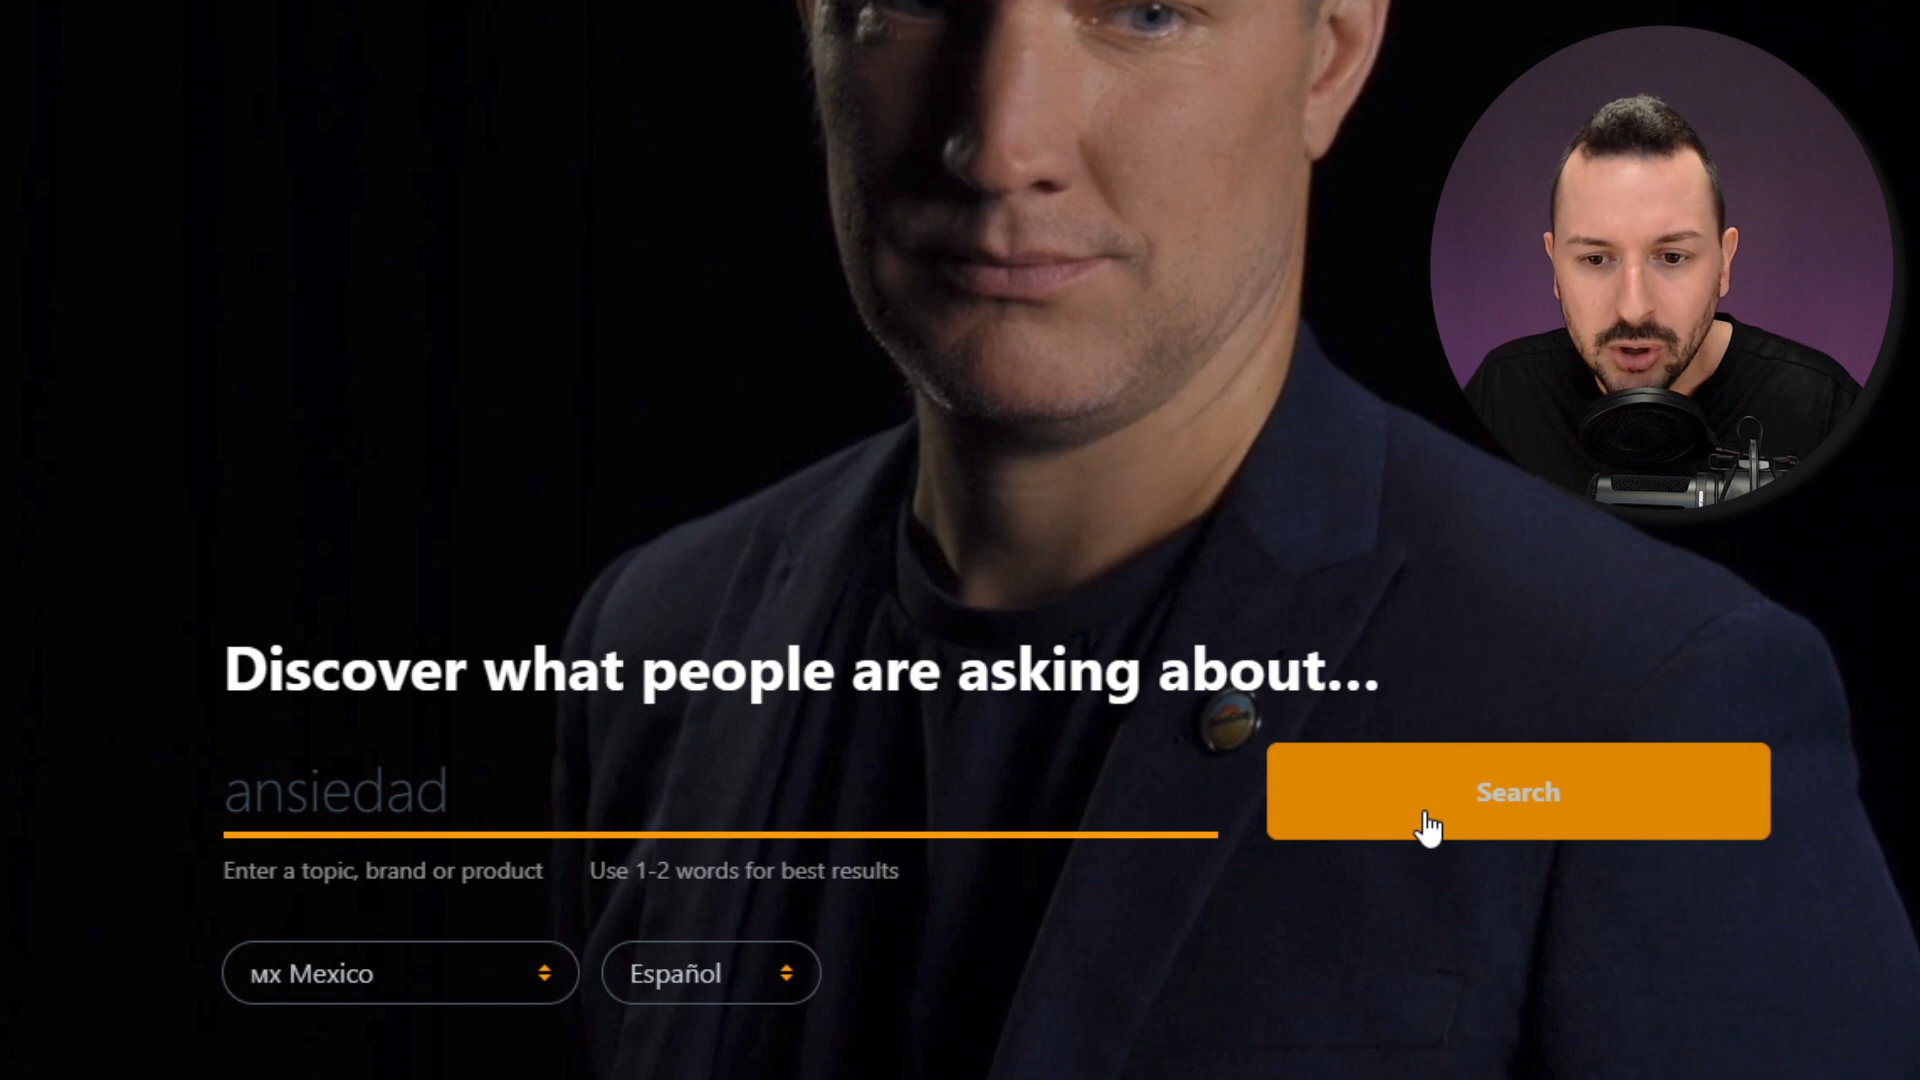 Discover what people are asking about...
ansiedad
Search
Enter a topic, brand or product
Use 1-2 words for best results
MX Mexico
Español